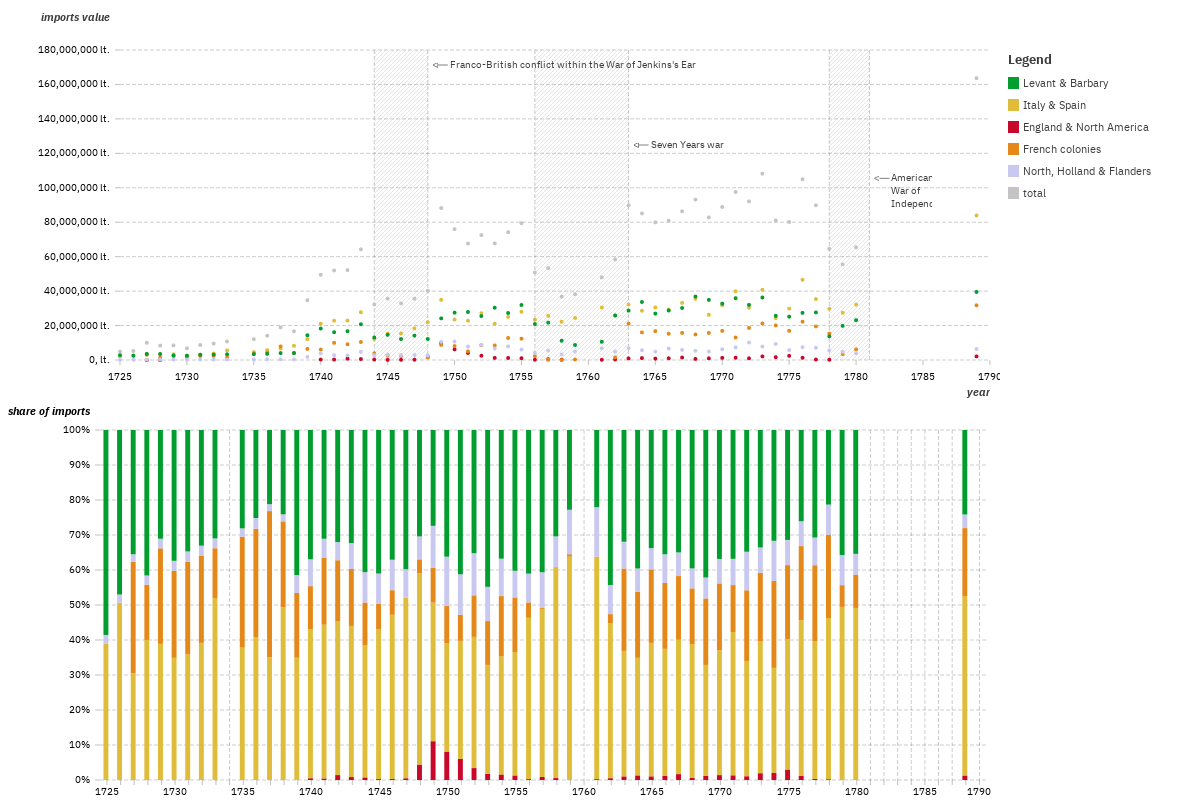 imports value
180,000,000 lt.
160,000,000 lt.
140,000,000 lt.
120,000,000 lt.
100,000,000 lt.
80,000,000 lt.
60,000,000 lt.
40,000,000 lt.
20,000,000 lt.
0, lt.
Franco-British conflict within the War of Jenkins's Ear
Seven Years war
American
War of
Independ
1725 1730 1735 1740 1745 1750 1755 1760 1765 1770 1775 1780 1785 1790
year
Legend
Levant & Barbary
Italy & Spain
England & North America
French colonies
North, Holland & Flanders
total
share of imports
100%
90%
80%
70%
60%
50%
40%
30%
20%
10%
0%
1725 1730 1735 1740 1745 1750 1755 1760 1765 1770 1775 1780 1785 1790